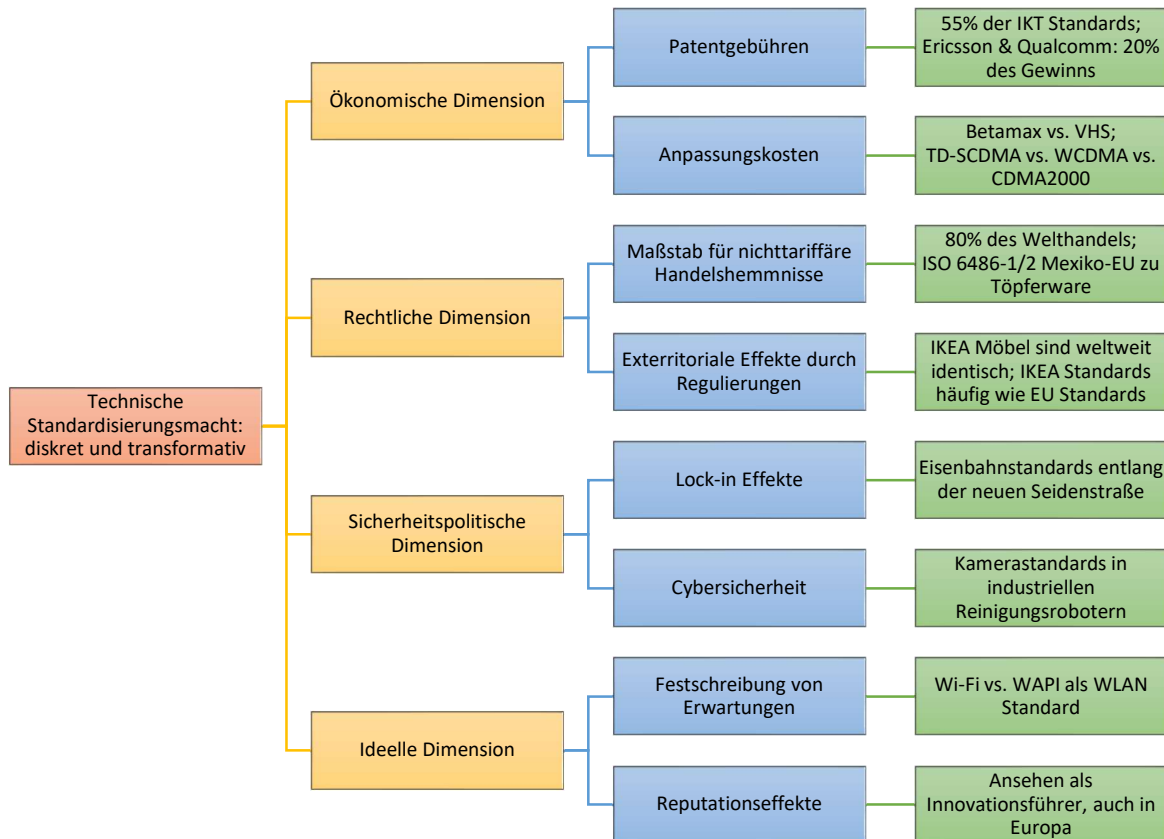 Technische
Standardisierungsmacht:
diskret und transformativ
Ökonomische Dimension
Patentgebühren
55% der IKT Standards;
Ericsson & Qualcomm: 20%
des Gewinns
Anpassungskosten
Betamax vs. VHS;
TD-SCDMA vs. WCDMA vs.
CDMA2000
Rechtliche Dimension
Maßstab für nichttariffäre
Handelshemmnisse
80% des Welthandels;
ISO 6486-1/2 Mexiko-EU zu
Töpferware
Exterritoriale Effekte durch
Regulierungen
IKEA Möbel sind weltweit
identisch; IKEA Standards
häufig wie EU Standards
Sicherheitspolitische
Dimension
Lock-in Effekte
Eisenbahnstandards entlang
der neuen Seidenstraße
Cybersicherheit
Kamerastandards in
industriellen
Reinigungsrobotern
Ideelle Dimension
Festschreibung von
Erwartungen
Wi-Fi vs. WAPI als WLAN
Standard
Reputationseffekte
Ansehen als
Innovationsführer, auch in
Europa